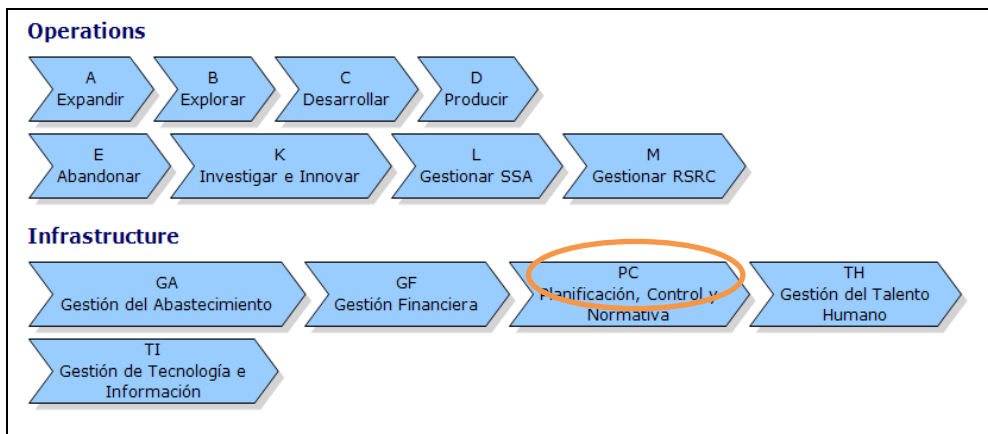 Operations
A
Expandir
B
Explorar
C
Desarrollar
D
Producir
E
Abandonar
K
Investigar e Innovar
L
Gestionar SSA
M
Gestionar RSRC
Infrastructure
GA
Gestión del Abastecimiento
GF
Gestión Financiera
PC
Planificación, Control y
Normativa
TH
Gestión del Talento
Humano
TI
Gestión de Tecnología e
Información